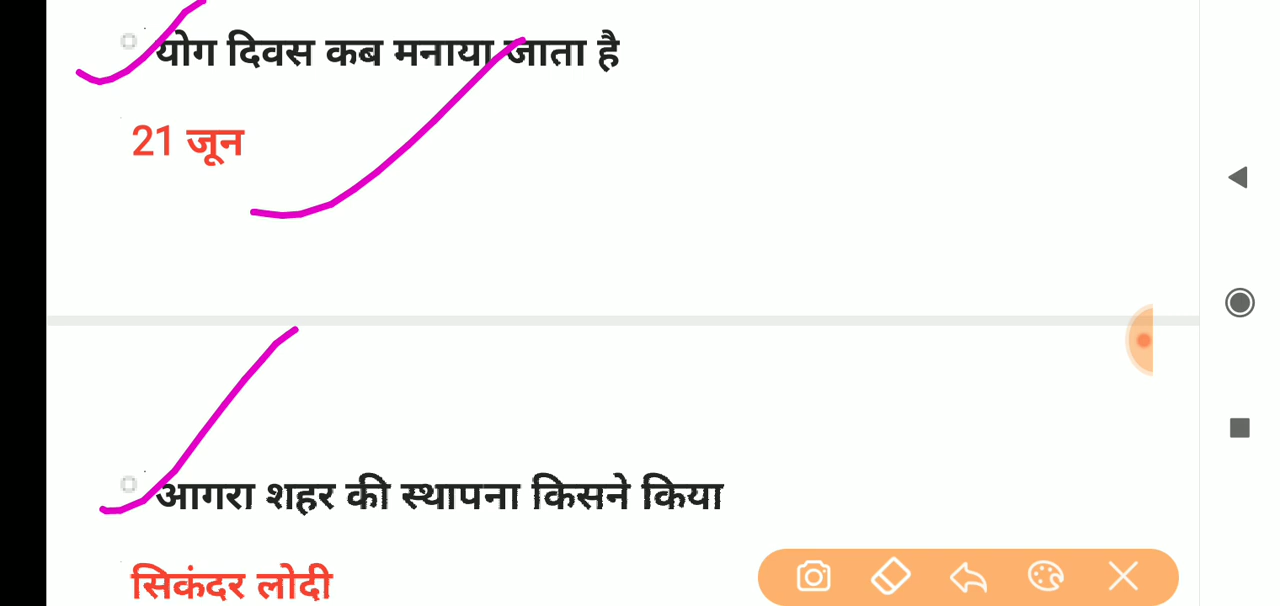 योग दिवस कब मनाया जाता है
21 जून
आगरा शहर की स्थापना किसने किया
सिकंदर लोदी